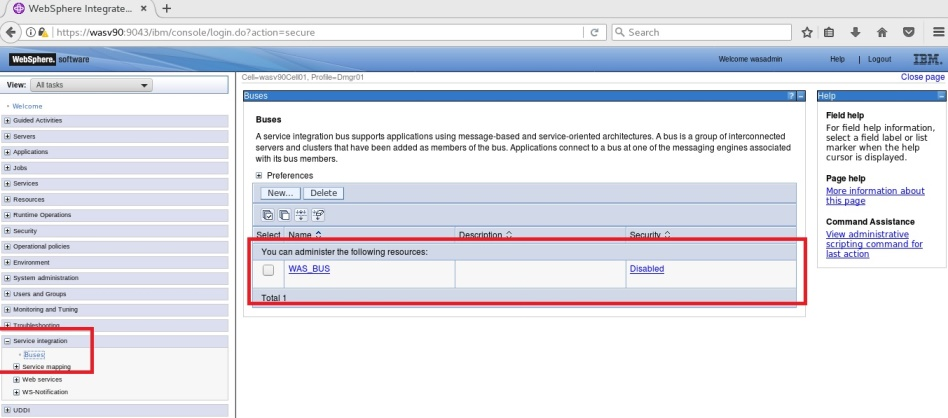 WebSphere Integrate...
https://wasv90:9043/ibm/console/login.do?action=secure
Search
WebSphere. software
Welcome wasadmin
Help | Logout
IBM.
View: All tasks
Cell=wasv90Cell01, Profile=Dmgr01
Close page
Welcome
Guided Activities
Servers
Applications
Jobs
Services
Resources
Runtime Operations
Security
Operational policies
Environment
System administration
Users and Groups
Monitoring and Tuning
Troubleshooting
Service integration
Buses
Service mapping
Web services
WS-Notification
UDDI
Buses
Buses
A service integration bus supports applications using message-based and service-oriented architectures. A bus is a group of interconnected
servers and clusters that have been added as members of the bus. Applications connect to a bus at one of the messaging engines associated
with its bus members.
Preferences
New... Delete
Select Name Description Security
You can administer the following resources:
WAS_BUS Disabled
Total 1
Help
Field help
For field help information,
select a field label or list
marker when the help
cursor is displayed.
Page help
More information about
this page
Command Assistance
View administrative
scripting command for
last action